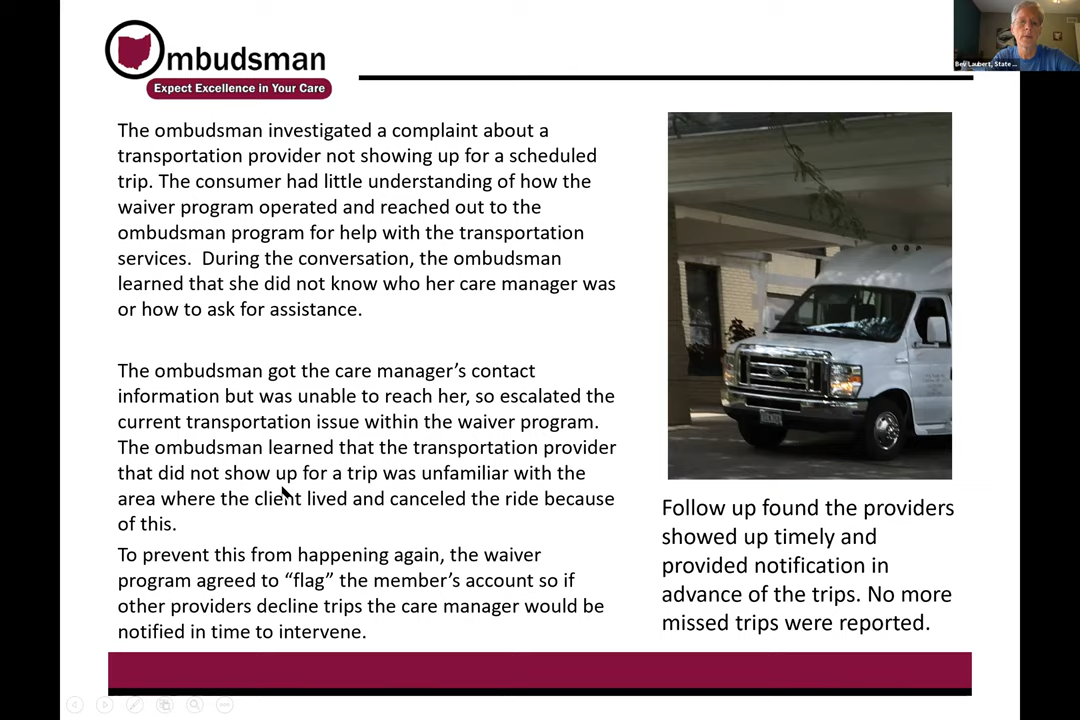 Ombudsman
Expect Excellence in Your Care
Bev Laubert, State ...
The ombudsman investigated a complaint about a
transportation provider not showing up for a scheduled
trip. The consumer had little understanding of how the
waiver program operated and reached out to the
ombudsman program for help with the transportation
services.  During the conversation, the ombudsman
learned that she did not know who her care manager was
or how to ask for assistance.
The ombudsman got the care manager’s contact
information but was unable to reach her, so escalated the
current transportation issue within the waiver program.
The ombudsman learned that the transportation provider
that did not show up for a trip was unfamiliar with the
area where the client lived and canceled the ride because
of this.
To prevent this from happening again, the waiver
program agreed to “flag” the member’s account so if
other providers decline trips the care manager would be
notified in time to intervene.
Follow up found the providers
showed up timely and
provided notification in
advance of the trips. No more
missed trips were reported.